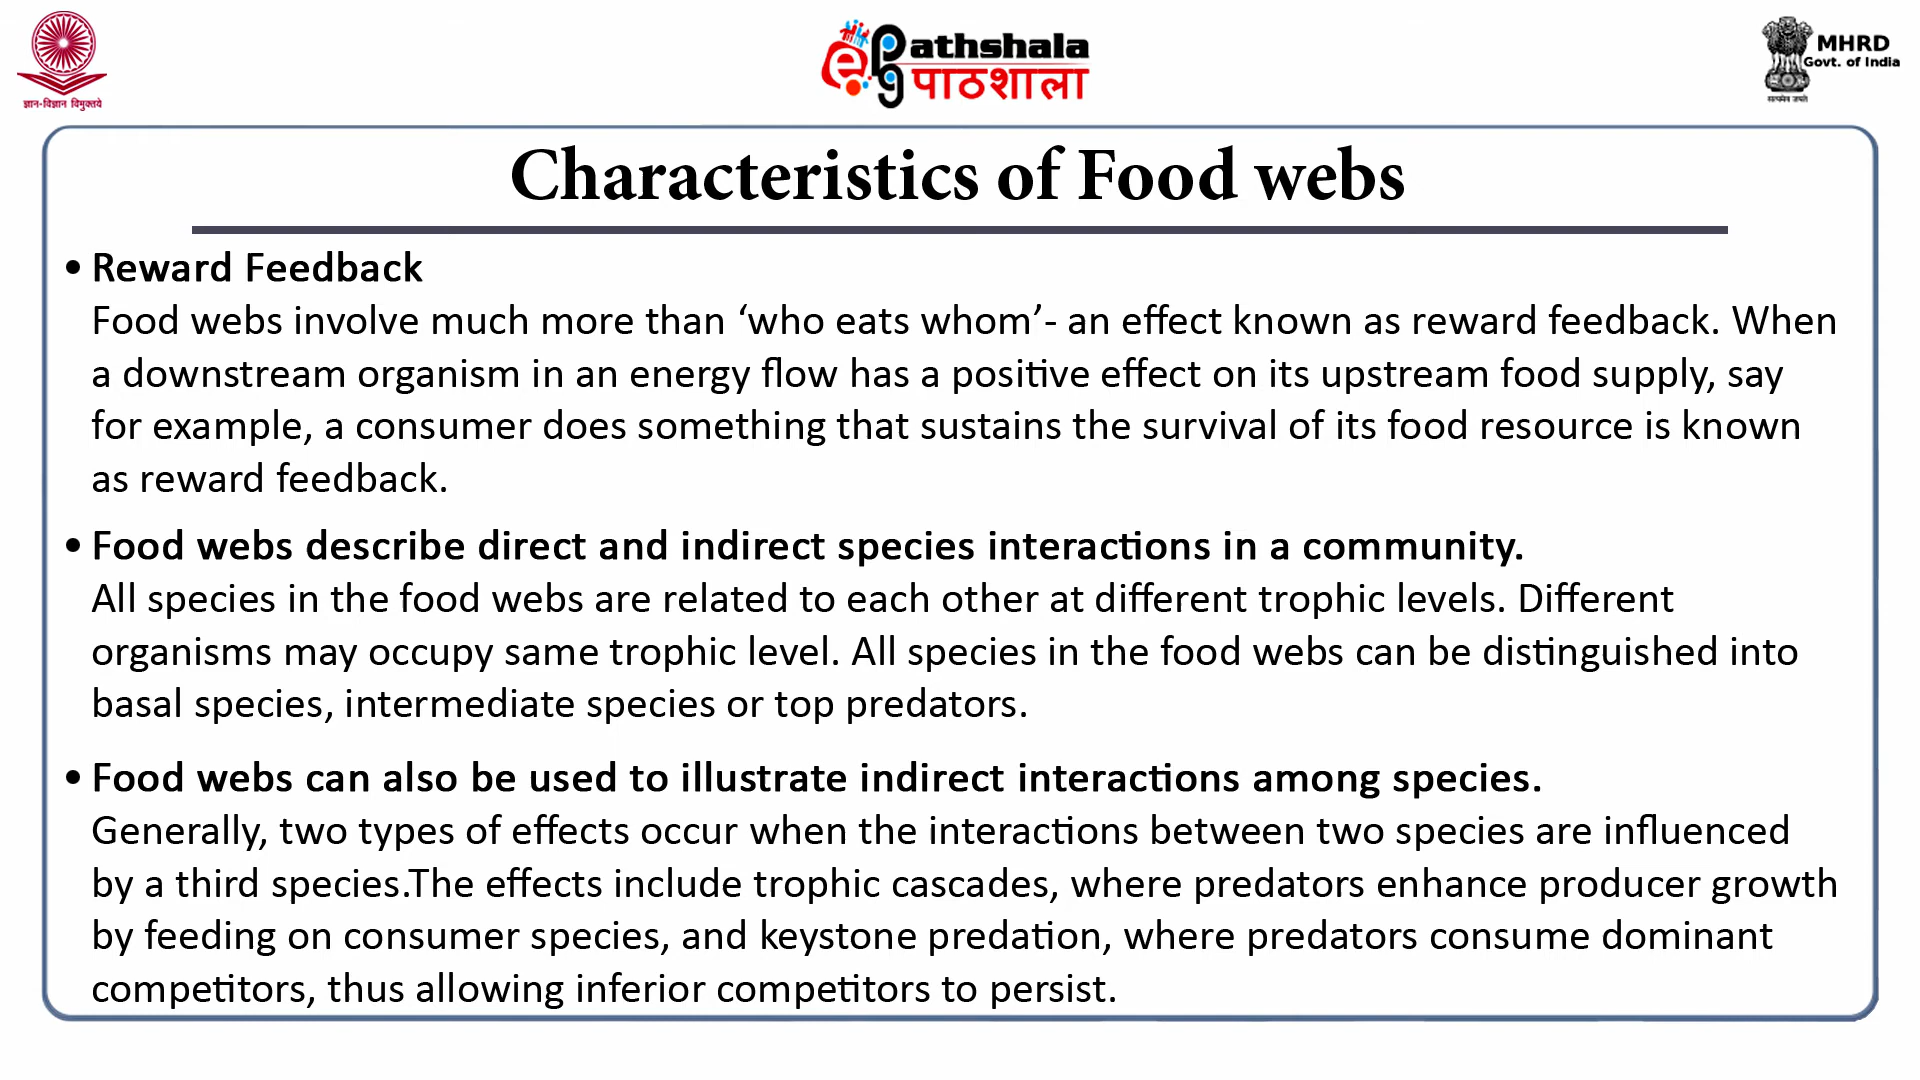 ज्ञान-विज्ञान विमुक्तये
e pg Pathshala
पाठशाला
MHRD
Govt. of India
सत्यमेव जयते
Characteristics of Food webs
• Reward Feedback
Food webs involve much more than ‘who eats whom’- an effect known as reward feedback. When
a downstream organism in an energy flow has a positive effect on its upstream food supply, say
for example, a consumer does something that sustains the survival of its food resource is known
as reward feedback.
• Food webs describe direct and indirect species interactions in a community.
All species in the food webs are related to each other at different trophic levels. Different
organisms may occupy same trophic level. All species in the food webs can be distinguished into
basal species, intermediate species or top predators.
• Food webs can also be used to illustrate indirect interactions among species.
Generally, two types of effects occur when the interactions between two species are influenced
by a third species.The effects include trophic cascades, where predators enhance producer growth
by feeding on consumer species, and keystone predation, where predators consume dominant
competitors, thus allowing inferior competitors to persist.